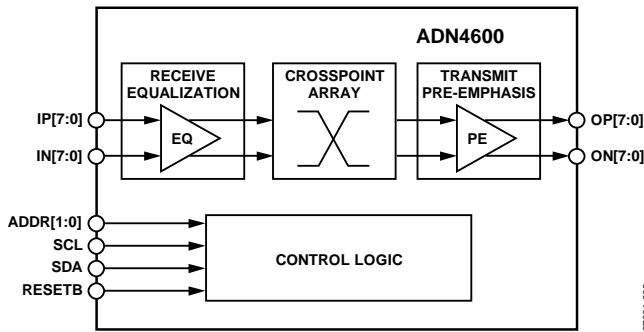 ADN4600
RECEIVE
EQUALIZATION
CROSSPOINT
ARRAY
TRANSMIT
PRE-EMPHASIS
IP[7:0]
IN[7:0]
EQ
PE
OP[7:0]
ON[7:0]
ADDR[1:0]
SCL
SDA
RESETB
CONTROL LOGIC